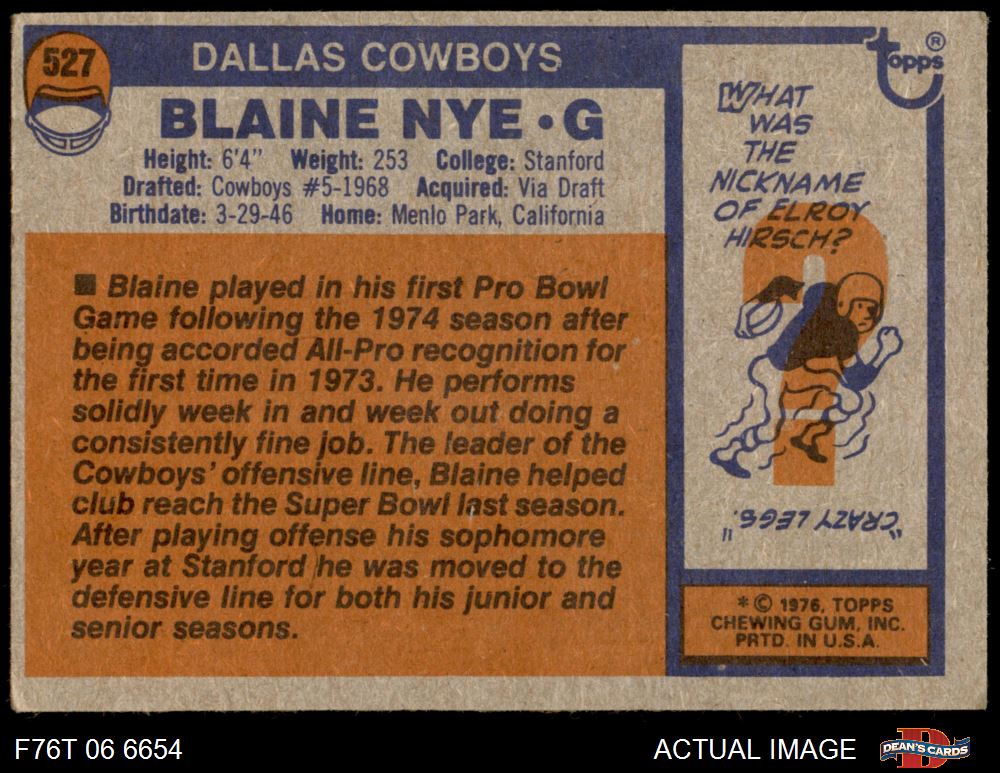 527
DALLAS COWBOYS
BLAINE NYE • G
Height: 6'4" Weight: 253 College: Stanford
Drafted: Cowboys #5-1968 Acquired: Via Draft
Birthdate: 3-29-46 Home: Menlo Park, California
■ Blaine played in his first Pro Bowl
Game following the 1974 season after
being accorded All-Pro recognition for
the first time in 1973. He performs
solidly week in and week out doing a
consistently fine job. The leader of the
Cowboys' offensive line, Blaine helped
club reach the Super Bowl last season.
After playing offense his sophomore
year at Stanford he was moved to the
defensive line for both his junior and
senior seasons.
topps®
WHAT
WAS
THE
NICKNAME
OF ELROY
HIRSCH?
"CRAZY LEGS."
* © 1976, TOPPS
CHEWING GUM, INC.
PRTD. IN U.S.A.
F76T 06 6654
ACTUAL IMAGE
DEAN'S CARDS